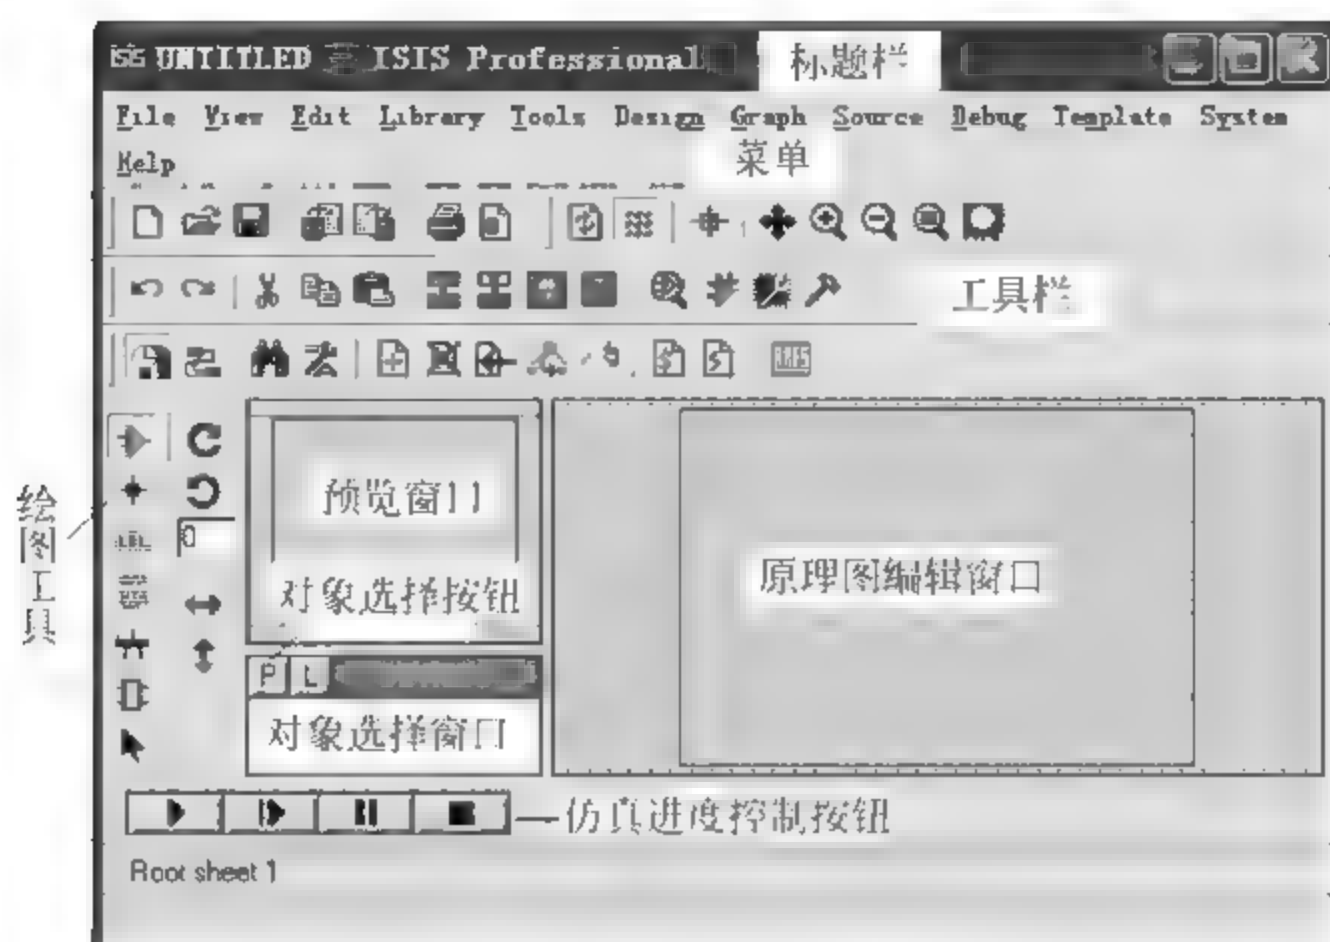 ISIS UNTITLED - ISIS Professional 标题栏
File View Edit Library Tools Design Graph Source Debug Template System
Help
菜单
工具栏
绘图工具
LBL
0
预览窗口
对象选择按钮
P L
对象选择窗口
原理图编辑窗口
仿真进度控制按钮
Root sheet 1